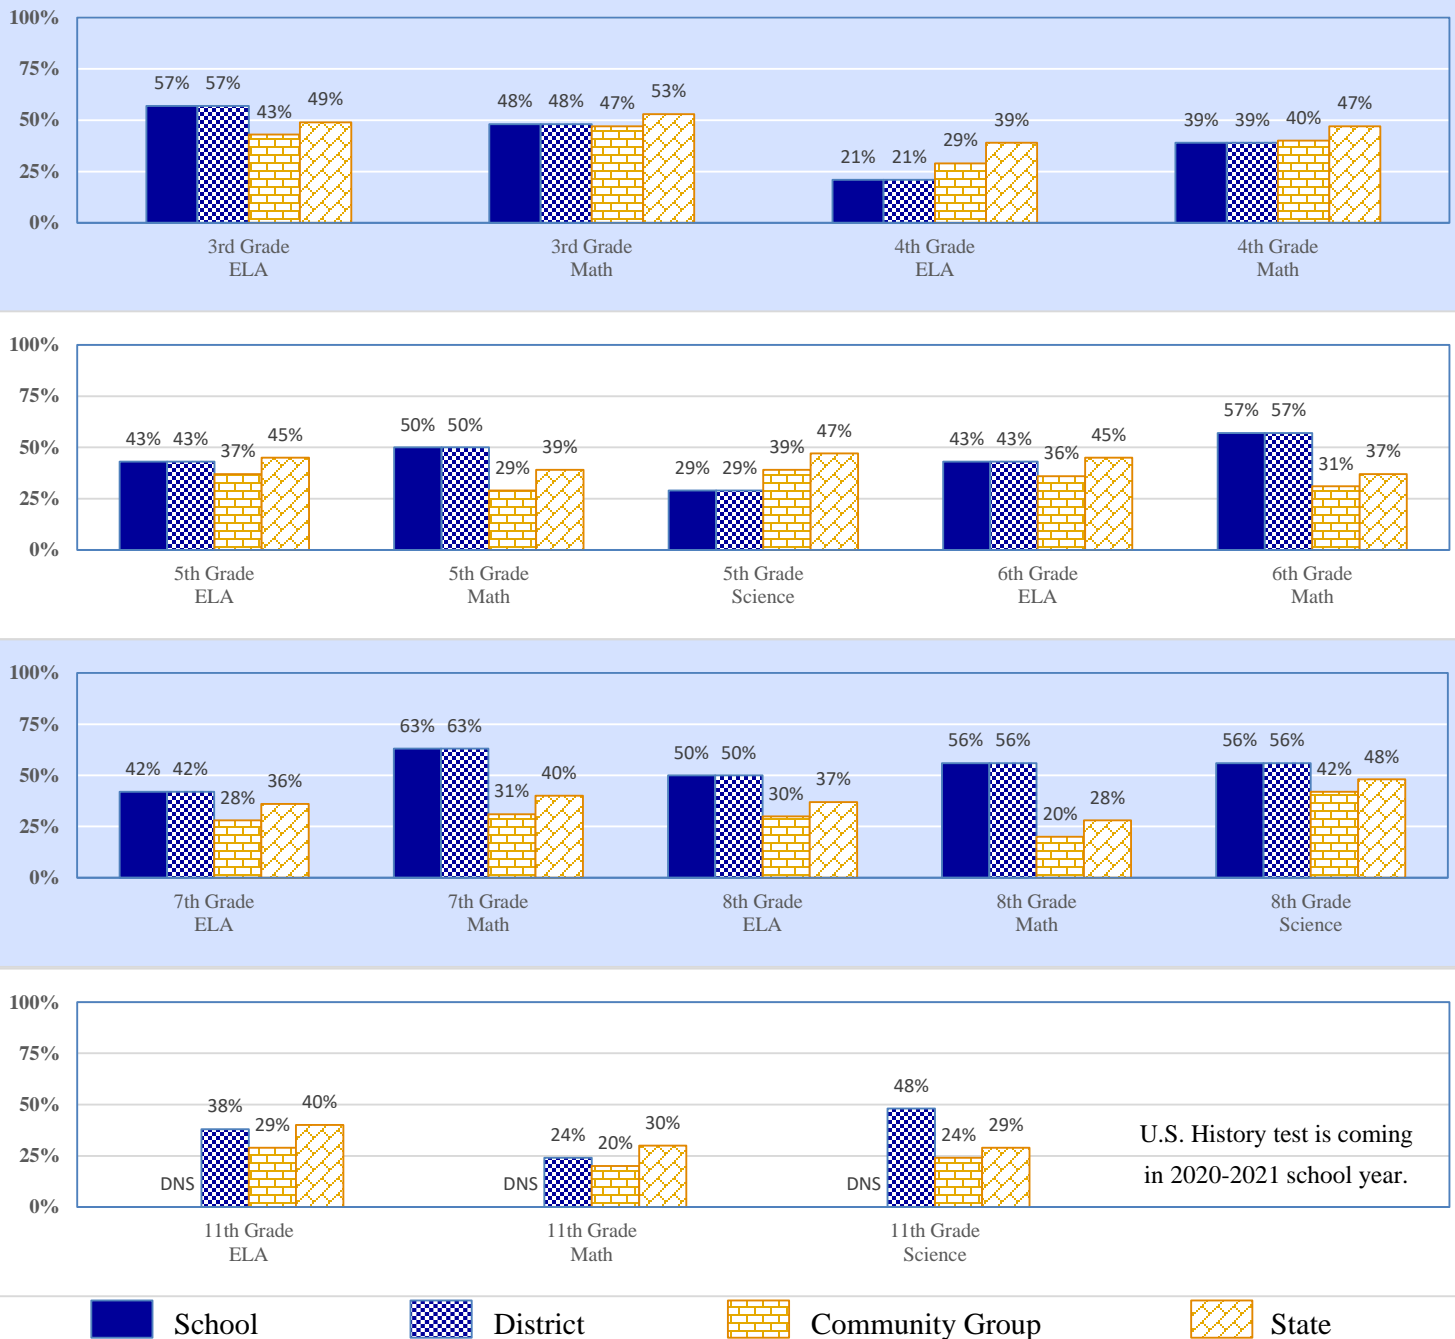 100%
75%
50%
25%
0%
57% 57% 43% 49%
48% 48% 47% 53%
21% 21% 29% 39%
39% 39% 40% 47%
3rd Grade
ELA
3rd Grade
Math
4th Grade
ELA
4th Grade
Math
100%
75%
50%
25%
0%
43% 43% 37% 45%
50% 50% 29% 39%
29% 29% 39% 47%
43% 43% 36% 45%
57% 57% 31% 37%
5th Grade
ELA
5th Grade
Math
5th Grade
Science
6th Grade
ELA
6th Grade
Math
100%
75%
50%
25%
0%
42% 42% 28% 36%
63% 63% 31% 40%
50% 50% 30% 37%
56% 56% 20% 28%
56% 56% 42% 48%
7th Grade
ELA
7th Grade
Math
8th Grade
ELA
8th Grade
Math
8th Grade
Science
100%
75%
50%
25%
0%
DNS 38% 29% 40%
DNS 24% 20% 30%
DNS 48% 24% 29%
U.S. History test is coming
in 2020-2021 school year.
11th Grade
ELA
11th Grade
Math
11th Grade
Science
School District Community Group State